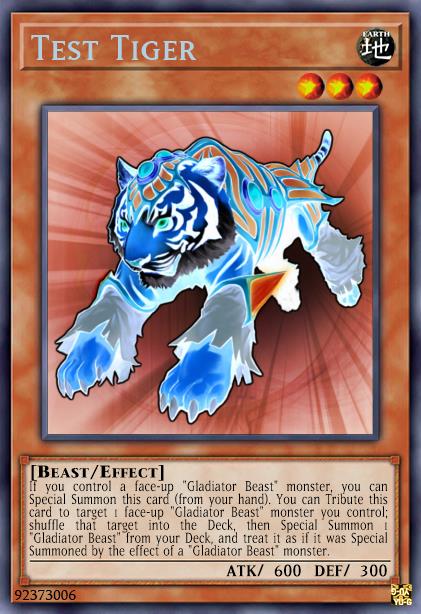 TEST TIGER
EARTH
地
[BEAST/EFFECT]
If you control a face-up "Gladiator Beast" monster, you can
Special Summon this card (from your hand). You can Tribute this
card to target 1 face-up "Gladiator Beast" monster you control;
shuffle that target into the Deck, then Special Summon 1
"Gladiator Beast" from your Deck, and treat it as if it was Special
Summoned by the effect of a "Gladiator Beast" monster.
ATK/ 600 DEF/ 300
92373006